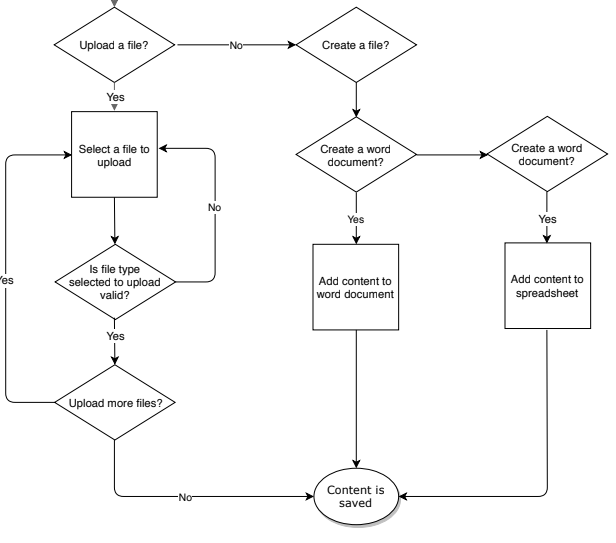 Upload a file?
No
Create a file?
Yes
Select a file to
upload
Create a word
document?
Create a word
document?
No
Yes
Yes
Is file type
selected to upload
valid?
Yes
Add content to
word document
Add content to
spreadsheet
Yes
Upload more files?
No
Content is
saved